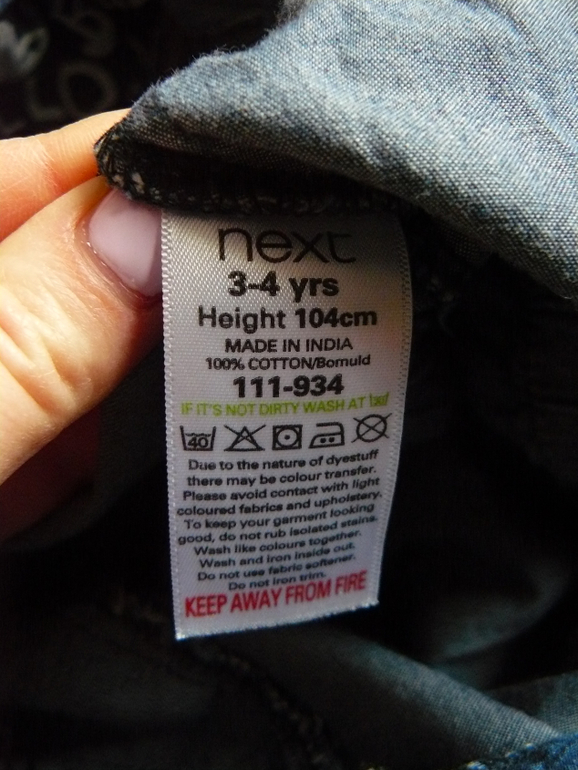 next
3-4 yrs
Height 104cm
MADE IN INDIA
100% COTTON/Bomuld
111-934
IF IT'S NOT DIRTY WASH AT
40
Due to the nature of dyestuff
there may be colour transfer.
Please avoid contact with light
coloured fabrics and upholstery.
To keep your garment looking
good, do not rub isolated stains.
Wash like colours together.
Wash and iron inside out.
Do not use fabric softener.
Do not iron trim.
KEEP AWAY FROM FIRE